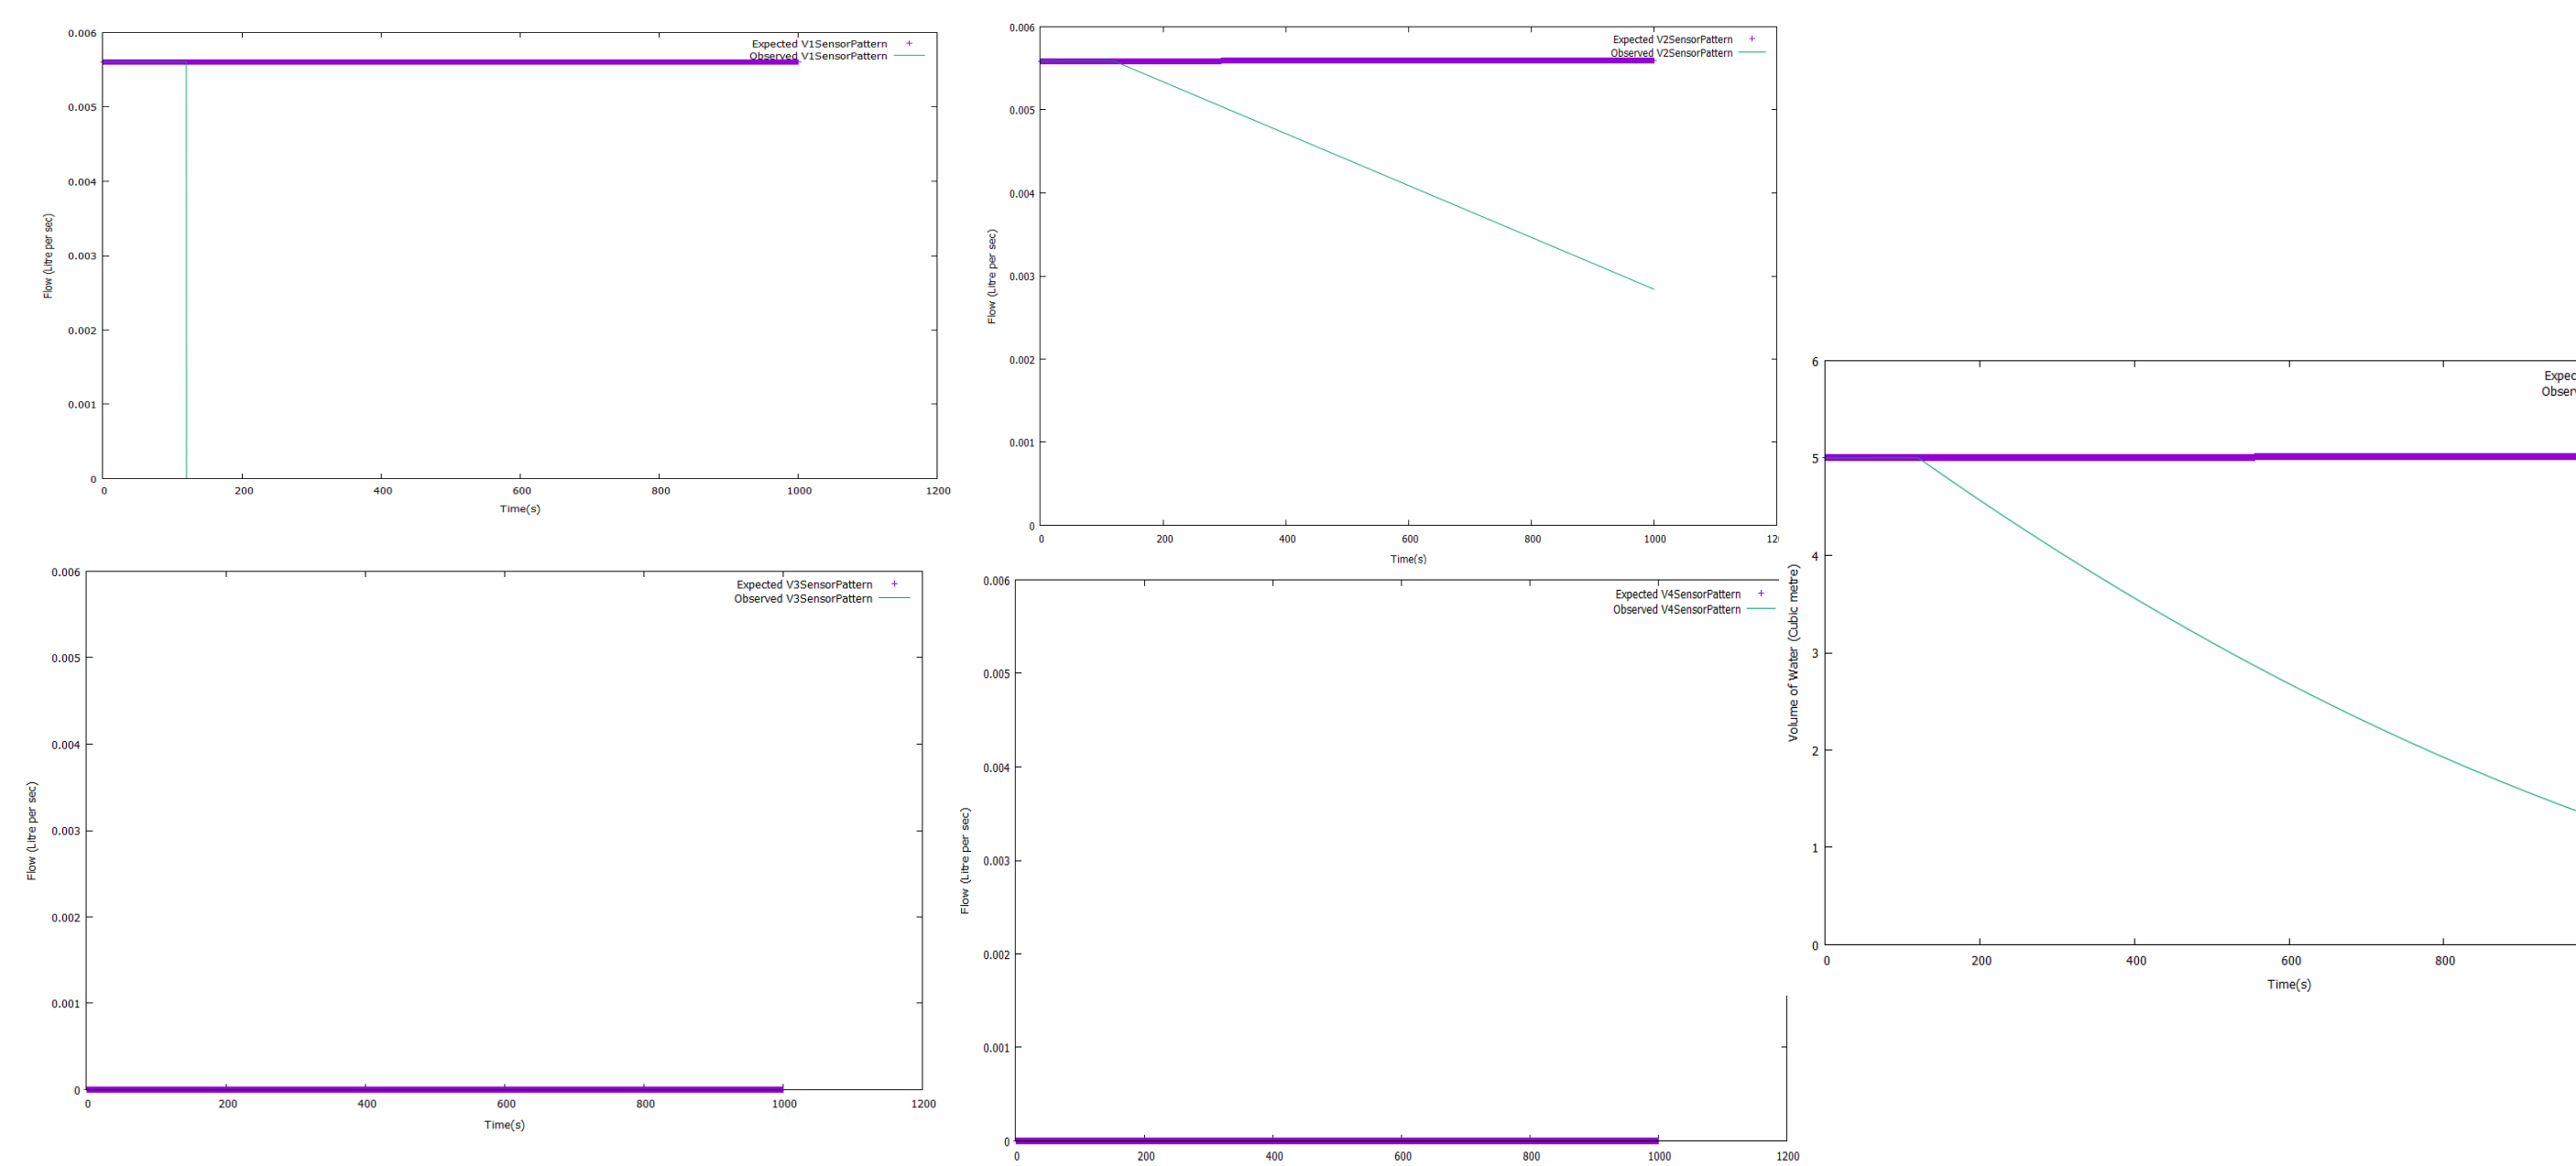 0.006
0.005
0.004
0.003
0.002
0.001
0
Flow (Litre per sec)
Expected V1SensorPattern
Observed V1SensorPattern
0 200 400 600 800 1000 1200
Time(s)
0.006
0.005
0.004
0.003
0.002
0.001
0
Flow (Litre per sec)
Expected V2SensorPattern
Observed V2SensorPattern
0 200 400 600 800 1000 12
Time(s)
0.006
0.005
0.004
0.003
0.002
0.001
0
Flow (Litre per sec)
Expected V3SensorPattern
Observed V3SensorPattern
0 200 400 600 800 1000 1200
Time(s)
0.006
0.005
0.004
0.003
0.002
0.001
0
Flow (Litre per sec)
Expected V4SensorPattern
Observed V4SensorPattern
0 200 400 600 800 1000 1200
6
5
4
3
2
1
0
Volume of Water (Cubic metre)
Expec
Obser
0 200 400 600 800
Time(s)